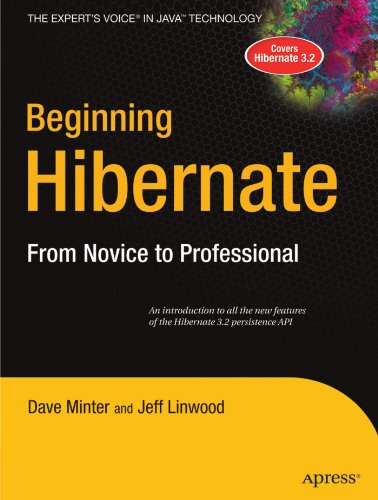 THE EXPERT'S VOICE® IN JAVA™ TECHNOLOGY
Covers
Hibernate 3.2
Beginning
Hibernate
From Novice to Professional
An introduction to all the new features
of the Hibernate 3.2 persistence API
Dave Minter and Jeff Linwood
Apress®